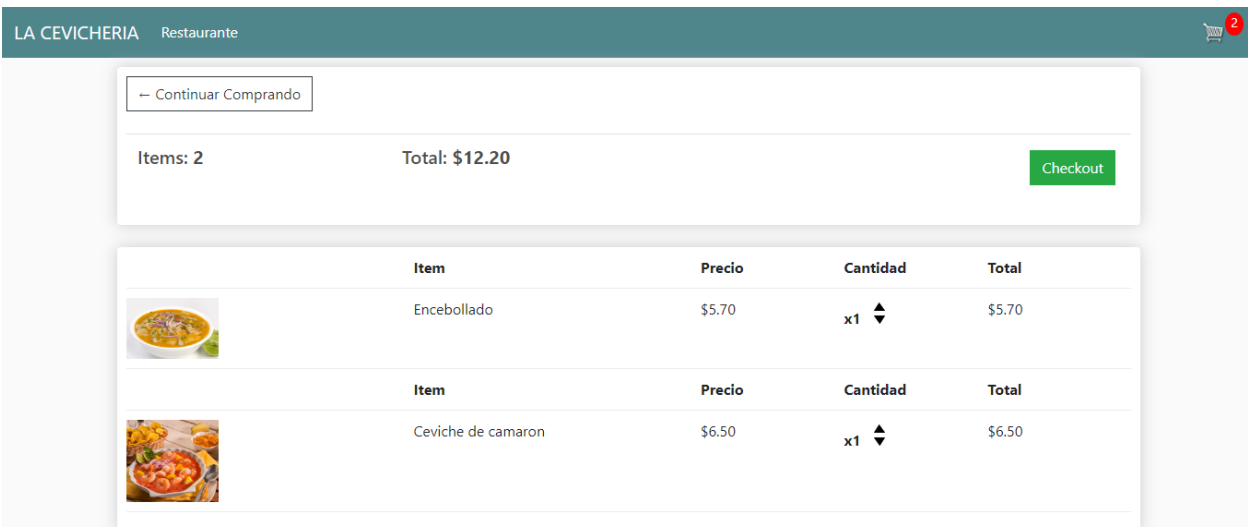 LA CEVICHERIA Restaurante 2
← Continuar Comprando
Items: 2 Total: $12.20 Checkout
Item Precio Cantidad Total
Encebollado $5.70 x1 $5.70
Item Precio Cantidad Total
Ceviche de camaron $6.50 x1 $6.50